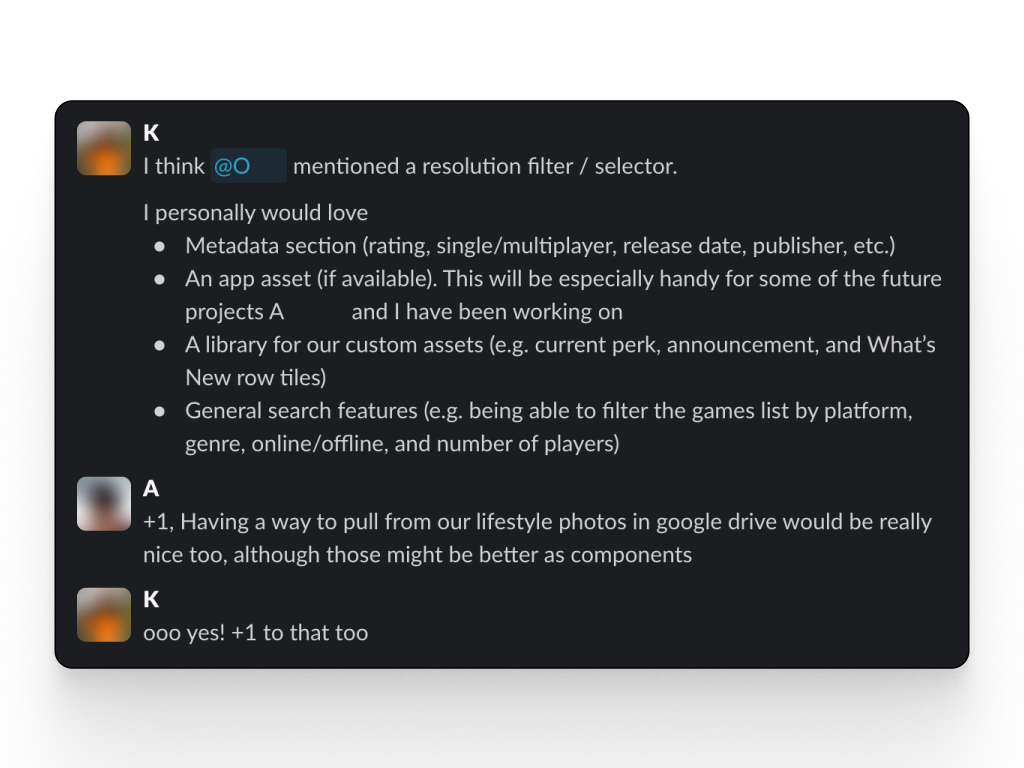 K
I think @O mentioned a resolution filter / selector.
I personally would love
● Metadata section (rating, single/multiplayer, release date, publisher, etc.)
● An app asset (if available). This will be especially handy for some of the future
projects A and I have been working on
● A library for our custom assets (e.g. current perk, announcement, and What’s
New row tiles)
● General search features (e.g. being able to filter the games list by platform,
genre, online/offline, and number of players)
A
+1, Having a way to pull from our lifestyle photos in google drive would be really
nice too, although those might be better as components
K
ooo yes! +1 to that too